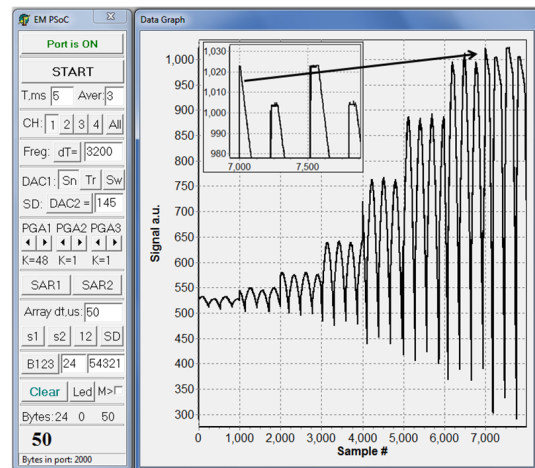 EM PSoC
Port is ON
START
T,ms 5 Aver: 3
CH: 1 2 3 4 All
Freg: dT= 3200
DAC1: Sn Tr Sw
SD: DAC2 = 145
PGA1 PGA2 PGA3
K=48 K=1 K=1
SAR1 SAR2
Array dt,us: 50
s1 s2 12 SD
B123 24 54321
Clear Led M>
Bytes: 24 0 50
50
Bytes in port: 2000
Data Graph
Signal a.u.
1,000
950
900
850
800
750
700
650
600
550
500
450
400
350
300
0 1,000 2,000 3,000 4,000 5,000 6,000 7,000
Sample #
1,030
1,020
1,010
1,000
990
980
7,000 7,500